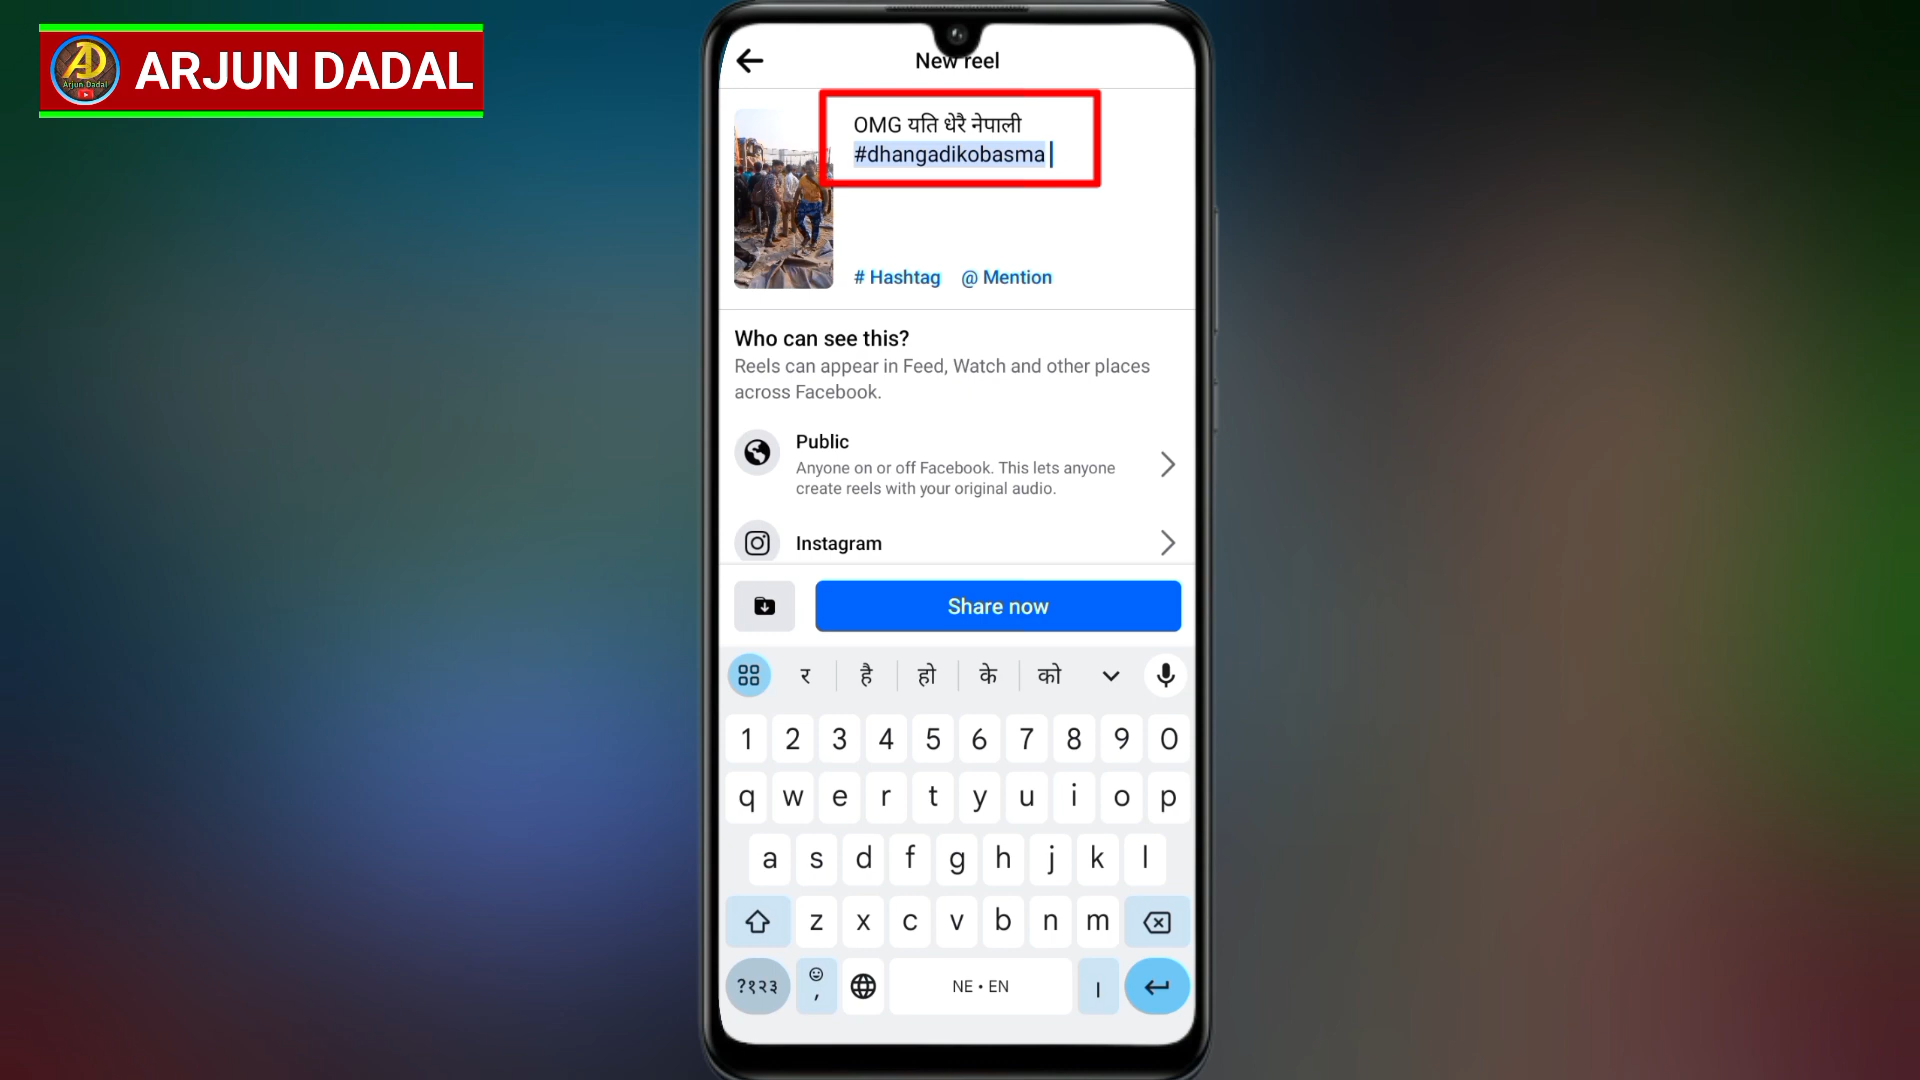 ARJUN DADAL
Arjun Dadal
New reel
OMG यति धेरै नेपाली
#dhangadikobasma
# Hashtag @ Mention
Who can see this?
Reels can appear in Feed, Watch and other places
across Facebook.
Public
Anyone on or off Facebook. This lets anyone
create reels with your original audio.
Instagram
Share now
र है हो के को
1 2 3 4 5 6 7 8 9 0
q w e r t y u i o p
a s d f g h j k l
z x c v b n m
?१२३ , NE • EN ।